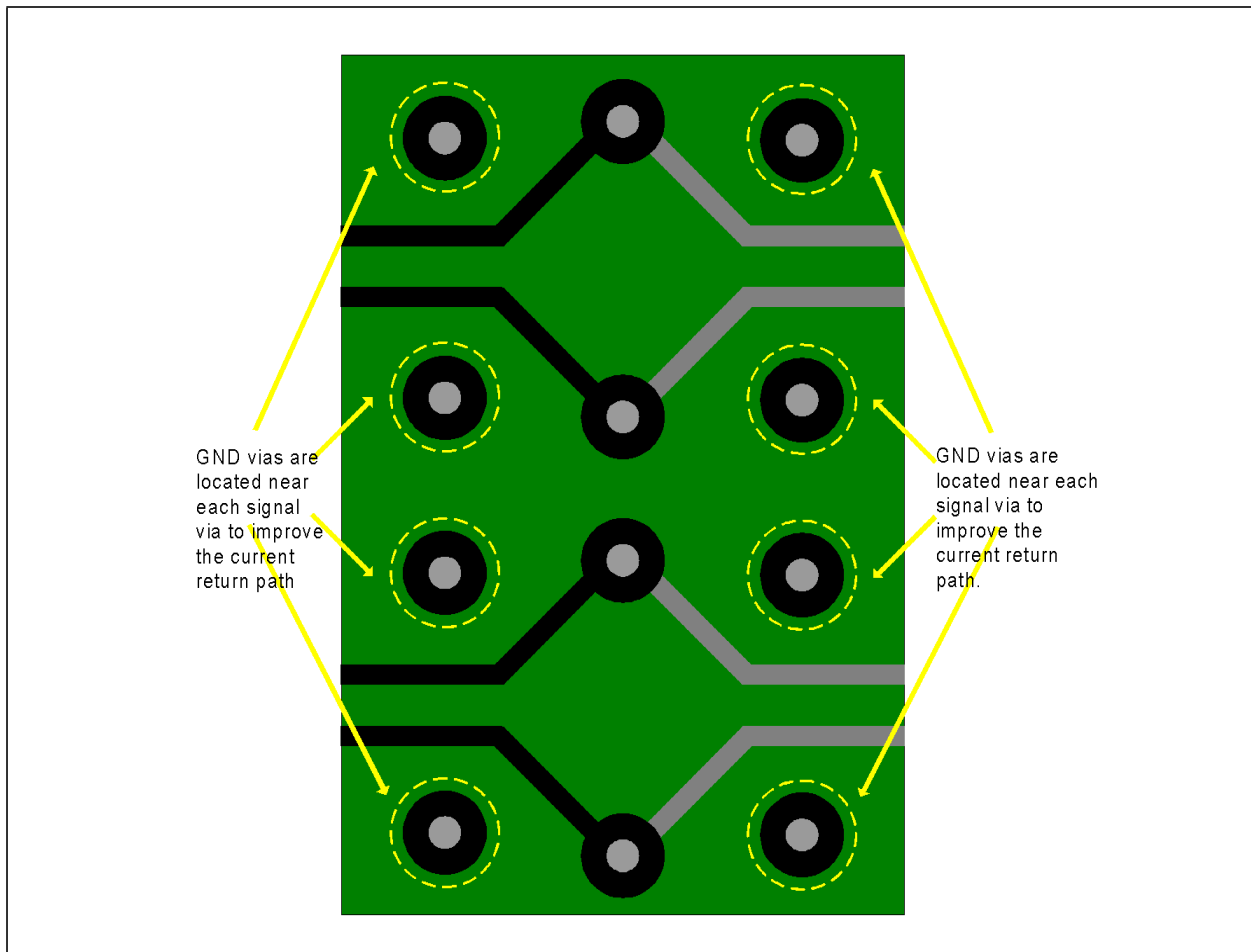 GND vias are
located near
each signal
via to improve
the current
return path
GND vias are
located near each
signal via to
improve the
current return
path.